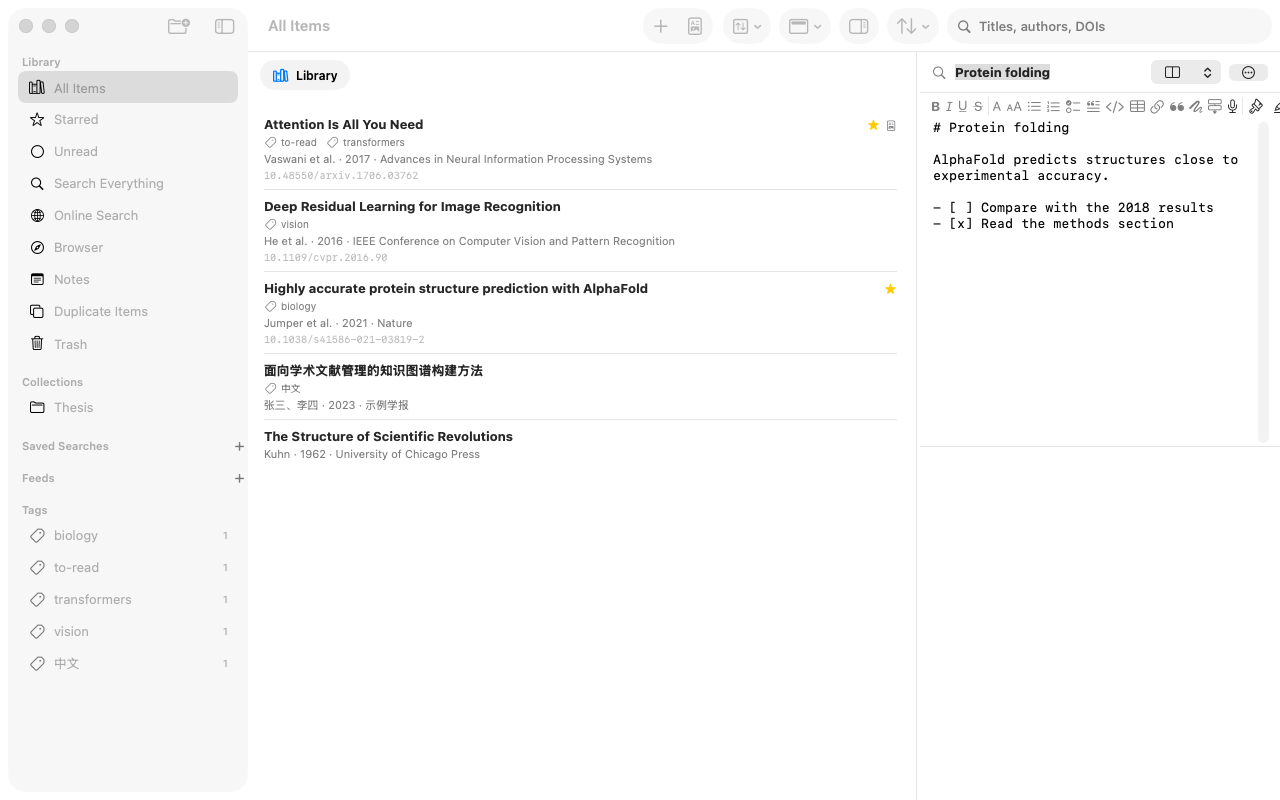 All Items
Titles, authors, DOIs
Library
All Items
Starred
Unread
Search Everything
Online Search
Browser
Notes
Duplicate Items
Trash
Collections
Thesis
Saved Searches
Feeds
Tags
biology 1
to-read 1
transformers 1
vision 1
中文 1
Library
Attention Is All You Need
to-read transformers
Vaswani et al. · 2017 · Advances in Neural Information Processing Systems
10.48550/arxiv.1706.03762
Deep Residual Learning for Image Recognition
vision
He et al. · 2016 · IEEE Conference on Computer Vision and Pattern Recognition
10.1109/cvpr.2016.90
Highly accurate protein structure prediction with AlphaFold
biology
Jumper et al. · 2021 · Nature
10.1038/s41586-021-03819-2
面向学术文献管理的知识图谱构建方法
中文
张三、李四 · 2023 · 示例学报
The Structure of Scientific Revolutions
Kuhn · 1962 · University of Chicago Press
Protein folding
B I U S A AA
# Protein folding
AlphaFold predicts structures close to
experimental accuracy.
- [ ] Compare with the 2018 results
- [x] Read the methods section